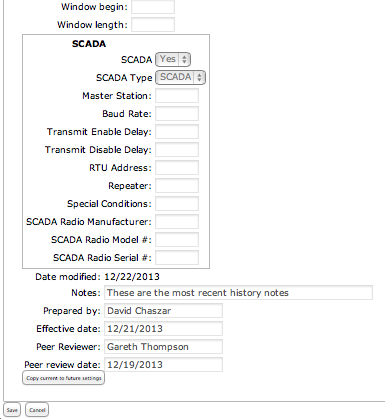 Window begin:
Window length:
SCADA
SCADA Yes
SCADA Type SCADA
Master Station:
Baud Rate:
Transmit Enable Delay:
Transmit Disable Delay:
RTU Address:
Repeater:
Special Conditions:
SCADA Radio Manufacturer:
SCADA Radio Model #:
SCADA Radio Serial #:
Date modified: 12/22/2013
Notes: These are the most recent history notes
Prepared by: David Chaszar
Effective date: 12/21/2013
Peer Reviewer: Gareth Thompson
Peer review date: 12/19/2013
Copy current to future settings
Save Cancel